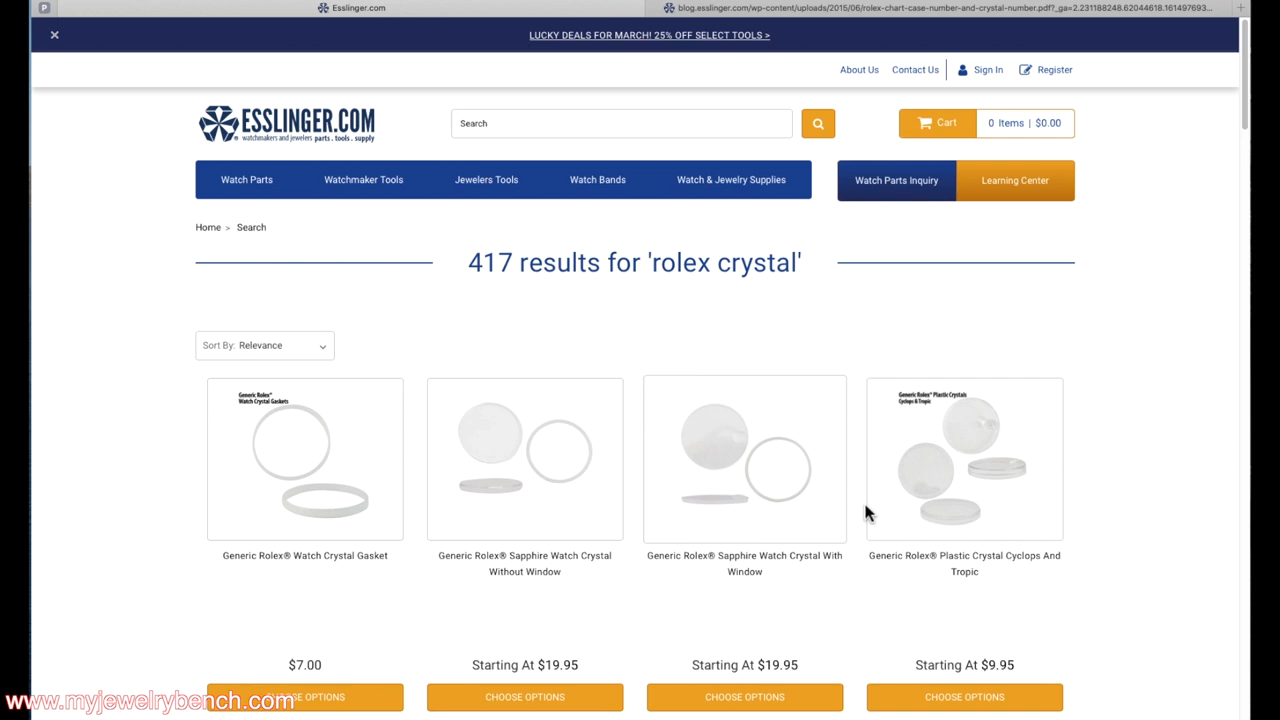 P
Esslinger.com
blog.esslinger.com/wp-content/uploads/2015/06/rolex-chart-case-number-and-crystal-number.pdf?_ga=2.231188248.62044618.161497693...
LUCKY DEALS FOR MARCH! 25% OFF SELECT TOOLS >
About Us Contact Us Sign In Register
ESSLINGER.COM
watchmakers and jewelers parts . tools . supply
Search
Cart 0 Items | $0.00
Watch Parts Watchmaker Tools Jewelers Tools Watch Bands Watch & Jewelry Supplies Watch Parts Inquiry Learning Center
Home > Search
417 results for 'rolex crystal'
Sort By: Relevance
Generic Rolex™
Watch Crystal Gaskets
Generic Rolex™ Plastic Crystals
Cyclops & Tropic
Generic Rolex® Watch Crystal Gasket
Generic Rolex® Sapphire Watch Crystal
Without Window
Generic Rolex® Sapphire Watch Crystal With
Window
Generic Rolex® Plastic Crystal Cyclops And
Tropic
$7.00 Starting At $19.95 Starting At $19.95 Starting At $9.95
OPTIONS CHOOSE OPTIONS CHOOSE OPTIONS CHOOSE OPTIONS
www.myjewelrybench.com